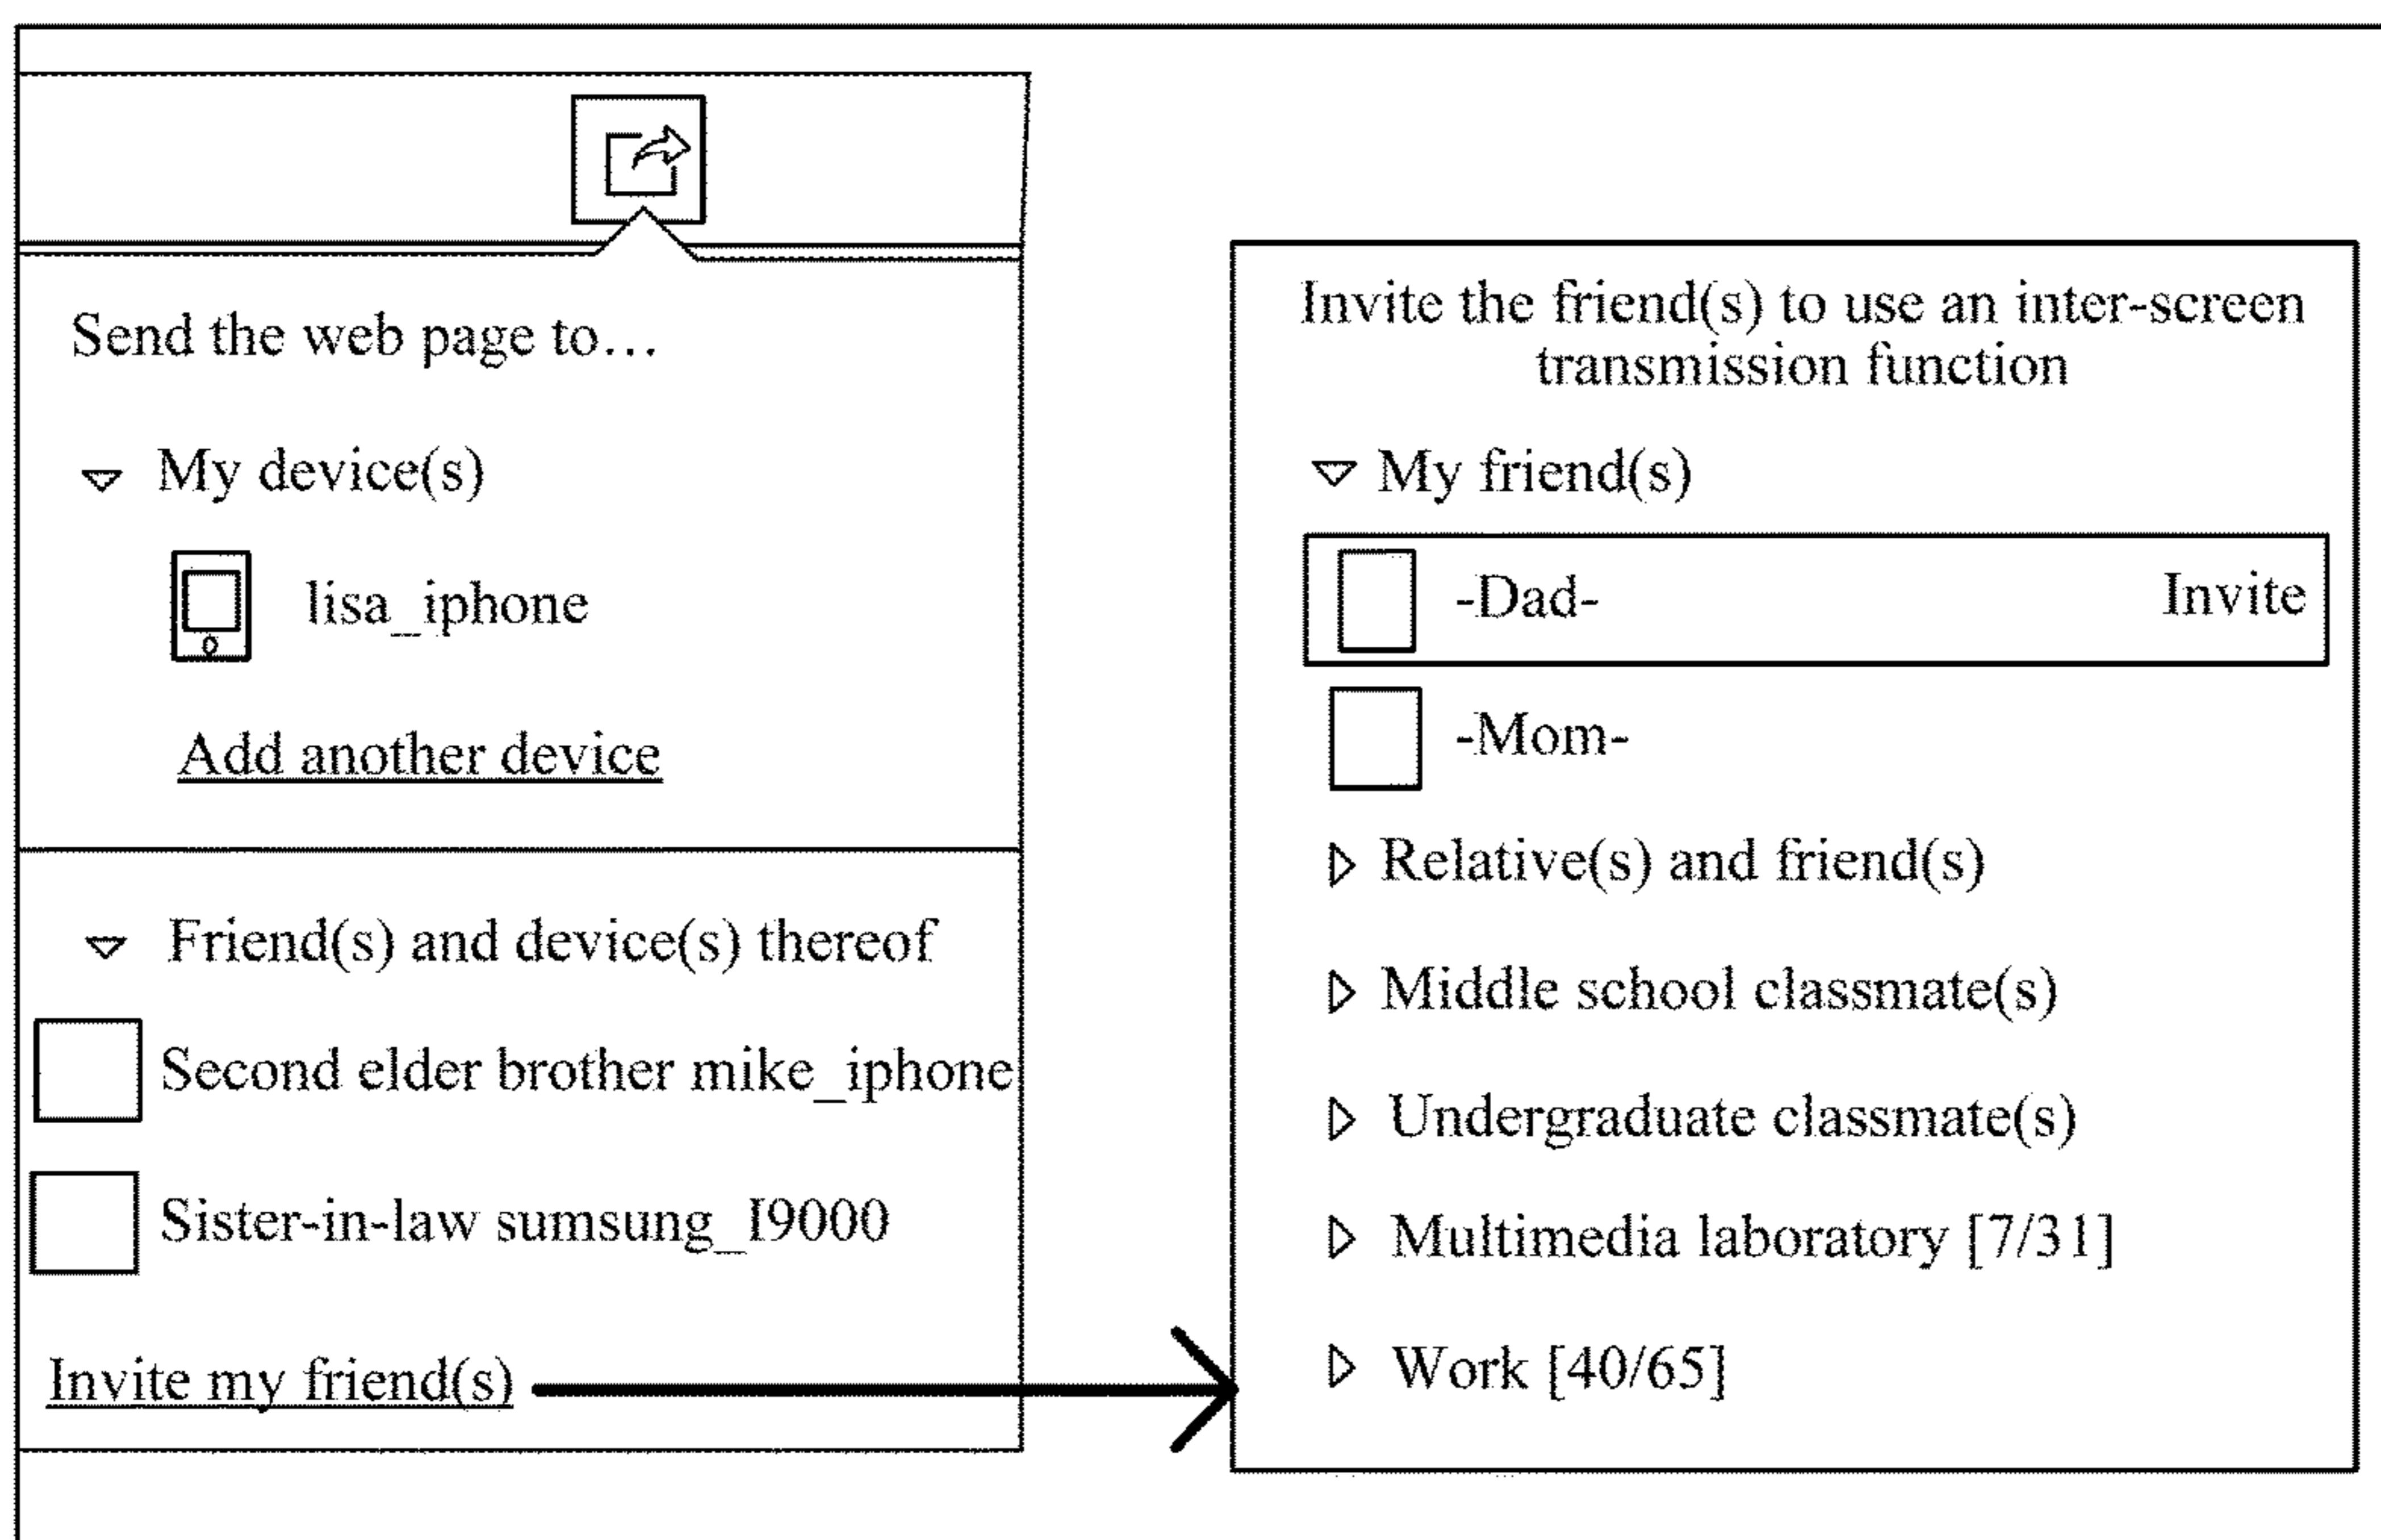 Send the web page to...
My device(s)
lisa_iphone
Add another device
Friend(s) and device(s) thereof
Second elder brother mike_iphone
Sister-in-law sumsung_I9000
Invite my friend(s)
Invite the friend(s) to use an inter-screen
transmission function
My friend(s)
-Dad- Invite
-Mom-
Relative(s) and friend(s)
Middle school classmate(s)
Undergraduate classmate(s)
Multimedia laboratory [7/31]
Work [40/65]